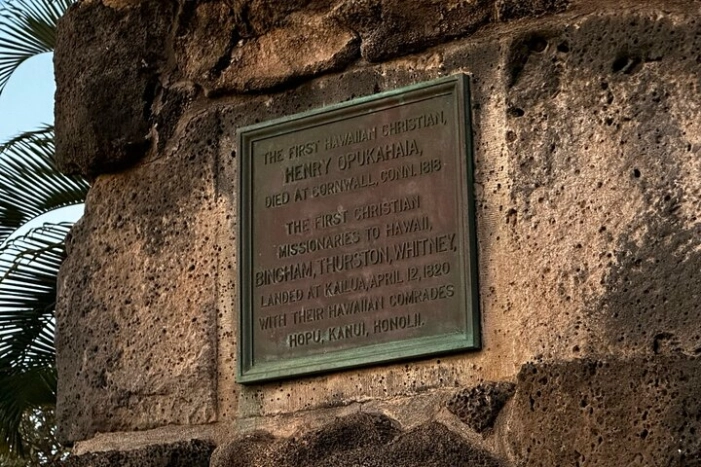 THE FIRST HAWAIIAN CHRISTIAN,
HENRY OPUKAHAIA,
DIED AT CORNWALL, CONN. 1818
THE FIRST CHRISTIAN
MISSIONARIES TO HAWAII,
BINGHAM, THURSTON, WHITNEY,
LANDED AT KAILUA, APRIL 12, 1820
WITH THEIR HAWAIIAN COMRADES
HOPU, KANUI, HONOLII.